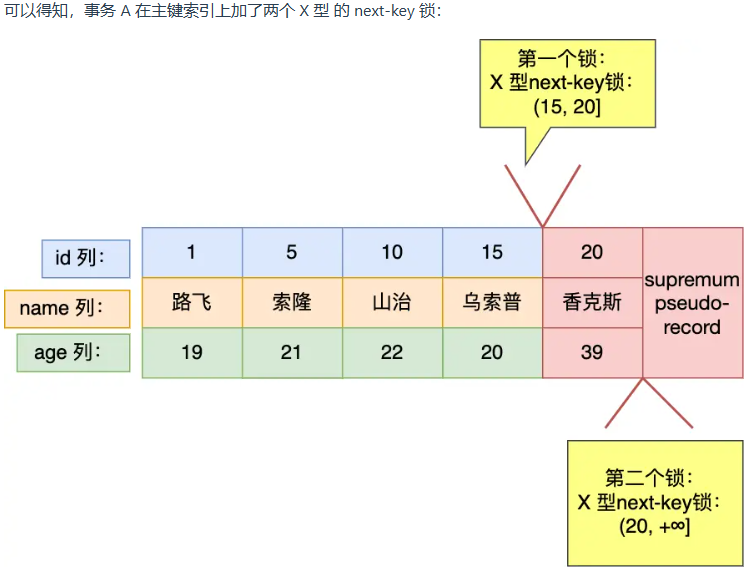 可以得知，事务 A 在主键索引上加了两个 X 型 的 next-key 锁：
第一个锁：
X 型next-key锁：
(15, 20]
id 列： 1 5 10 15 20
supremum
pseudo-
record
name 列： 路飞 索隆 山治 乌索普 香克斯
age 列： 19 21 22 20 39
第二个锁：
X 型next-key锁：
(20, +∞]